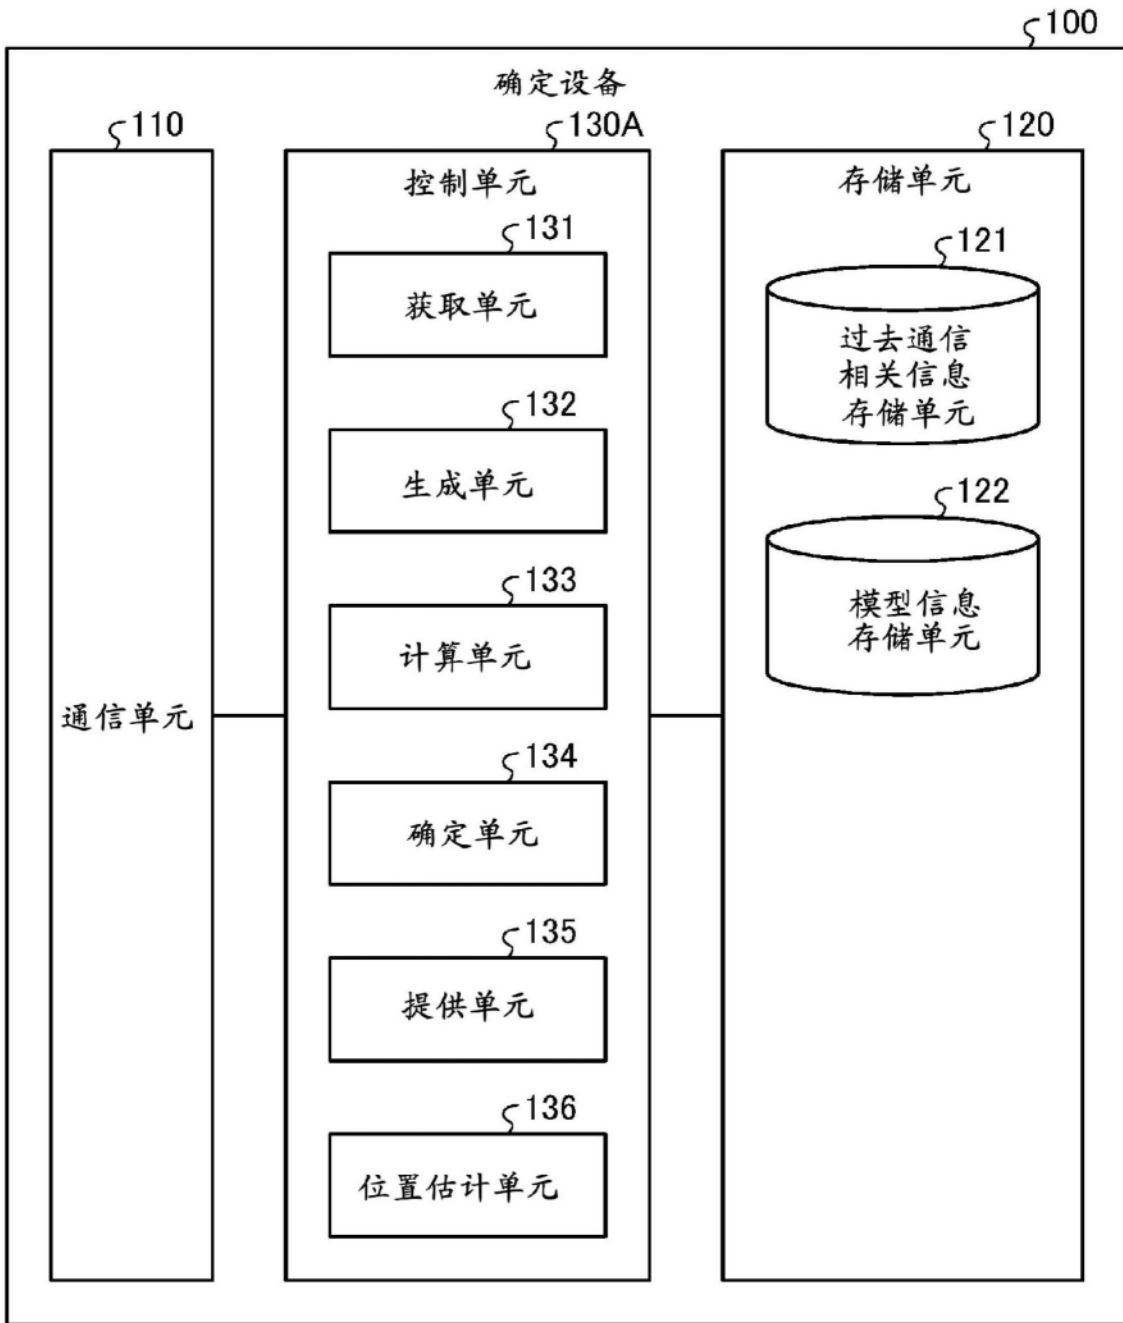 100
确定设备
110
通信单元
130A
控制单元
131
获取单元
132
生成单元
133
计算单元
134
确定单元
135
提供单元
136
位置估计单元
120
存储单元
121
过去通信
相关信息
存储单元
122
模型信息
存储单元